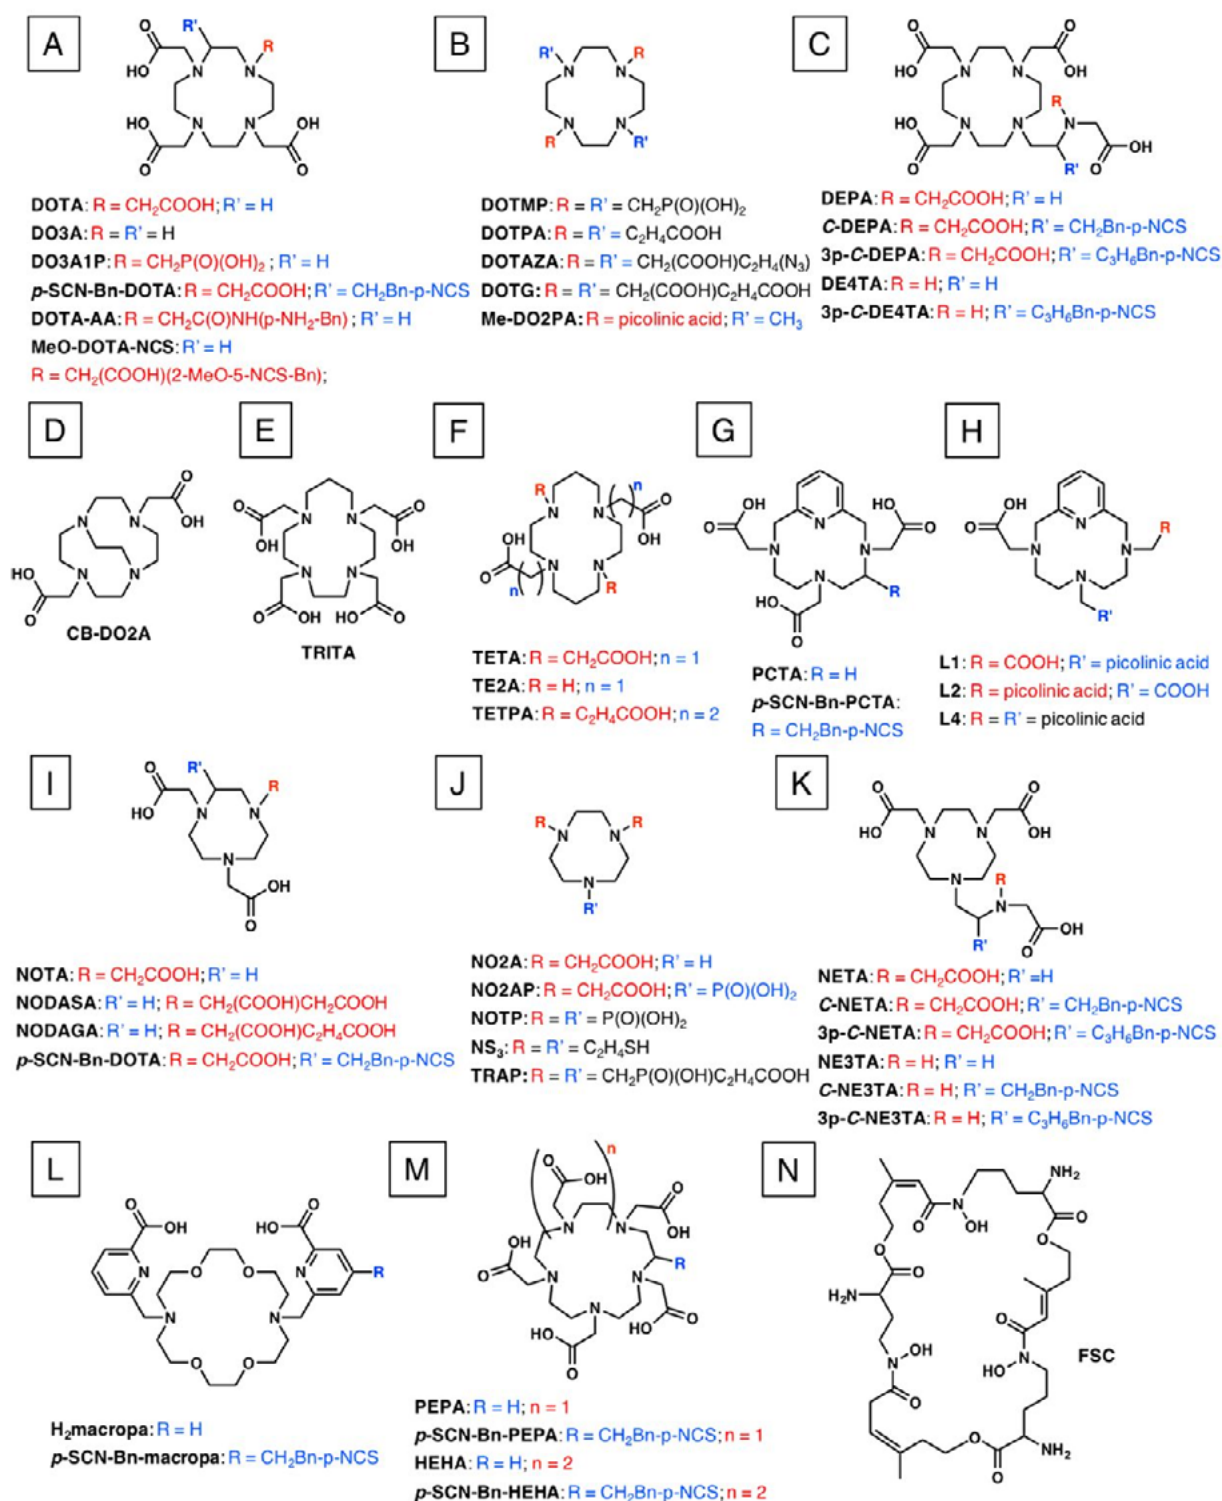 A
B
C
DOTA: R = CH₂COOH; R' = H
DO3A: R = R' = H
DO3A1P: R = CH₂P(O)(OH)₂ ; R' = H
p-SCN-Bn-DOTA: R = CH₂COOH; R' = CH₂Bn-p-NCS
DOTA-AA: R = CH₂C(O)NH(p-NH₂-Bn) ; R' = H
MeO-DOTA-NCS: R' = H
R = CH₂(COOH)(2-MeO-5-NCS-Bn);
DOTMP: R = R' = CH₂P(O)(OH)₂
DOTPA: R = R' = C₂H₄COOH
DOTAZA: R = R' = CH₂(COOH)C₂H₄(N₃)
DOTG: R = R' = CH₂(COOH)C₂H₄COOH
Me-DO2PA: R = picolinic acid; R' = CH₃
DEPA: R = CH₂COOH; R' = H
C-DEPA: R = CH₂COOH; R' = CH₂Bn-p-NCS
3p-C-DEPA: R = CH₂COOH; R' = C₃H₆Bn-p-NCS
DE4TA: R = H; R' = H
3p-C-DE4TA: R = H; R' = C₃H₆Bn-p-NCS
D
E
F
G
H
CB-DO2A
TRITA
TETA: R = CH₂COOH; n = 1
TE2A: R = H; n = 1
TETPA: R = C₂H₄COOH; n = 2
PCTA: R = H
p-SCN-Bn-PCTA:
R = CH₂Bn-p-NCS
L1: R = COOH; R' = picolinic acid
L2: R = picolinic acid; R' = COOH
L4: R = R' = picolinic acid
I
J
K
NOTA: R = CH₂COOH; R' = H
NODASA: R' = H; R = CH₂(COOH)CH₂COOH
NODAGA: R' = H; R = CH₂(COOH)C₂H₄COOH
p-SCN-Bn-DOTA: R = CH₂COOH; R' = CH₂Bn-p-NCS
NO2A: R = CH₂COOH; R' = H
NO2AP: R = CH₂COOH; R' = P(O)(OH)₂
NOTP: R = R' = P(O)(OH)₂
NS₃: R = R' = C₂H₄SH
TRAP: R = R' = CH₂P(O)(OH)C₂H₄COOH
NETA: R = CH₂COOH; R' = H
C-NETA: R = CH₂COOH; R' = CH₂Bn-p-NCS
3p-C-NETA: R = CH₂COOH; R' = C₃H₆Bn-p-NCS
NE3TA: R = H; R' = H
C-NE3TA: R = H; R' = CH₂Bn-p-NCS
3p-C-NE3TA: R = H; R' = C₃H₆Bn-p-NCS
L
M
N
H₂macropa: R = H
p-SCN-Bn-macropa: R = CH₂Bn-p-NCS
PEPA: R = H; n = 1
p-SCN-Bn-PEPA: R = CH₂Bn-p-NCS; n = 1
HEHA: R = H; n = 2
p-SCN-Bn-HEHA: R = CH₂Bn-p-NCS; n = 2
FSC